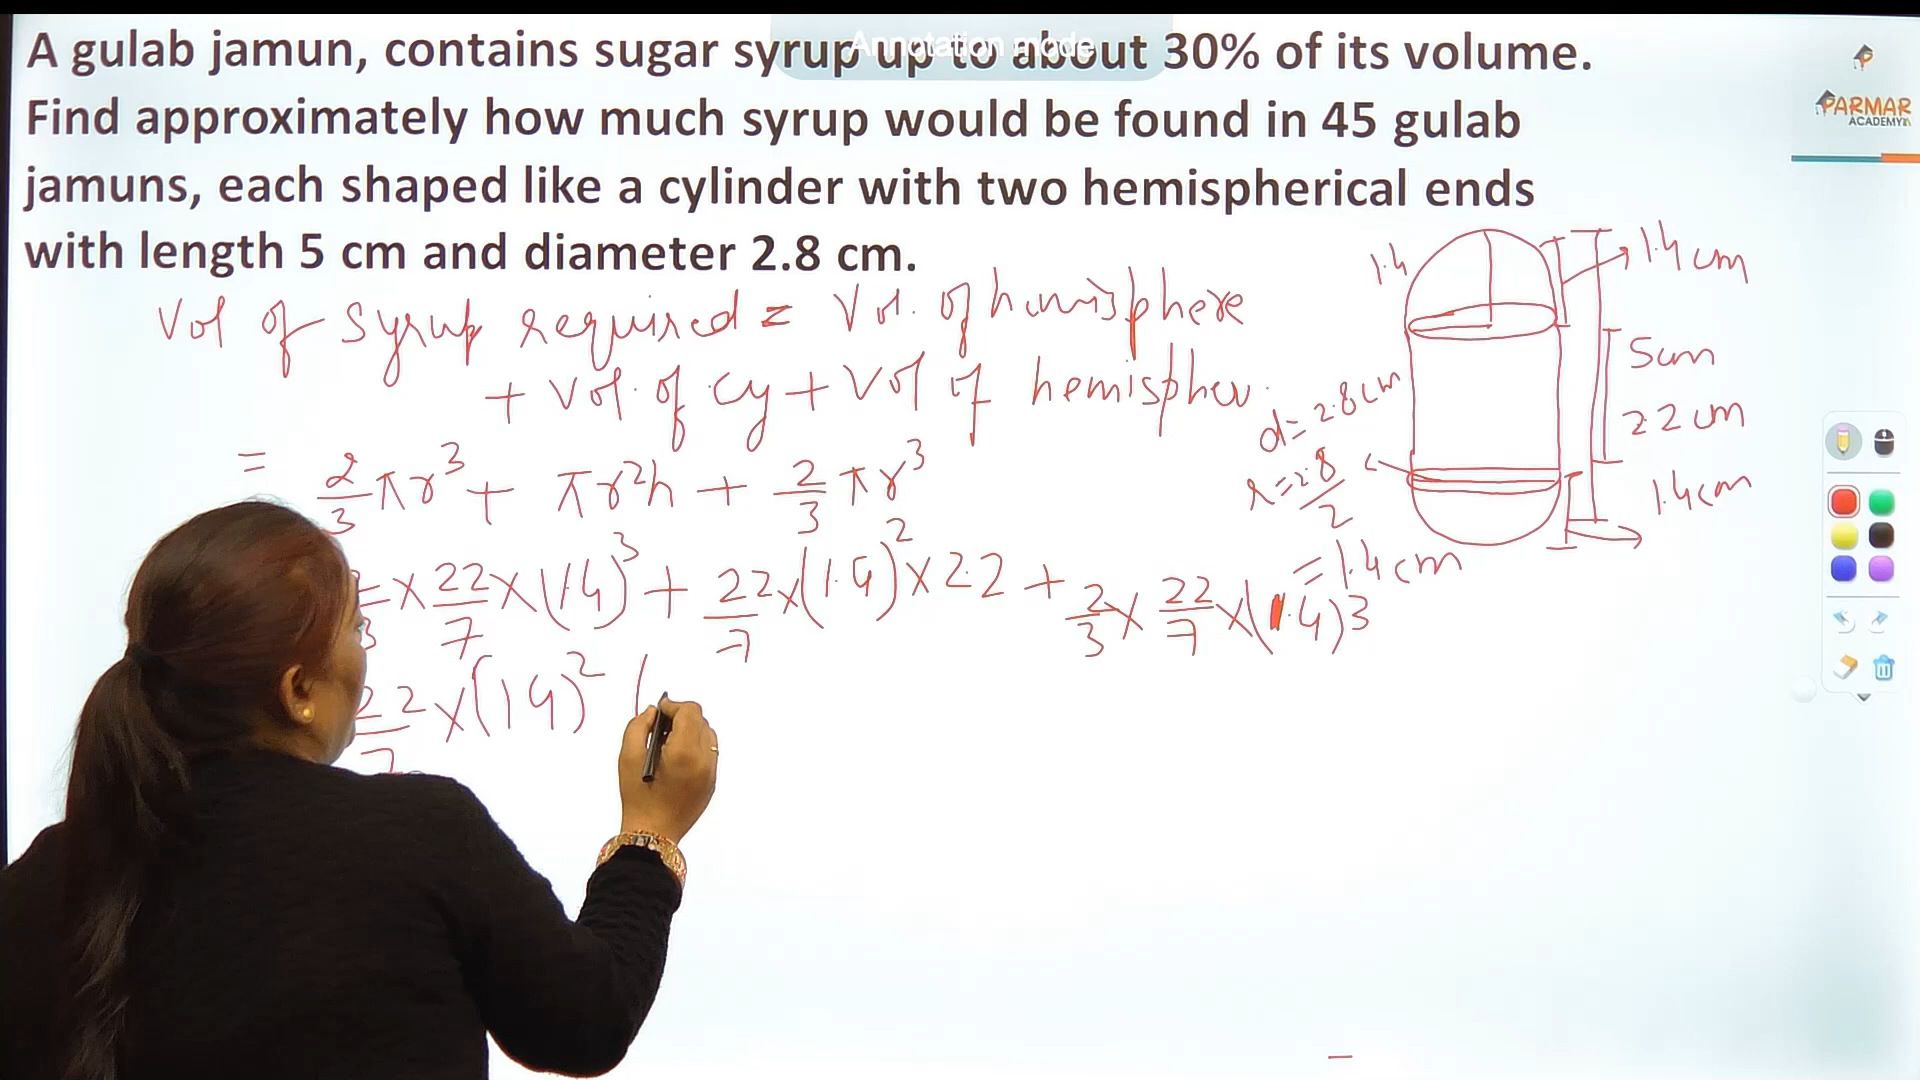 A gulab jamun, contains sugar syrup up to about 30% of its volume.
Annotation mode
Find approximately how much syrup would be found in 45 gulab
jamuns, each shaped like a cylinder with two hemispherical ends
with length 5 cm and diameter 2.8 cm.
PARMAR
ACADEMY
Vol of syrup required = Vol. of hemisphere
+ Vol. of cy + Vol of hemispher.
= 2/3 πr³ + πr²h + 2/3 πr³
/3 × 22/7 × (1.4)³ + 22/7 × (1.4)² × 2.2 + 2/3 × 22/7 × (1.4)3
22/7 × (1.4)² (
1.4
1.4 cm
5cm
2.2 cm
1.4cm
d = 2.8 cm
r = 2.8/2
= 1.4 cm